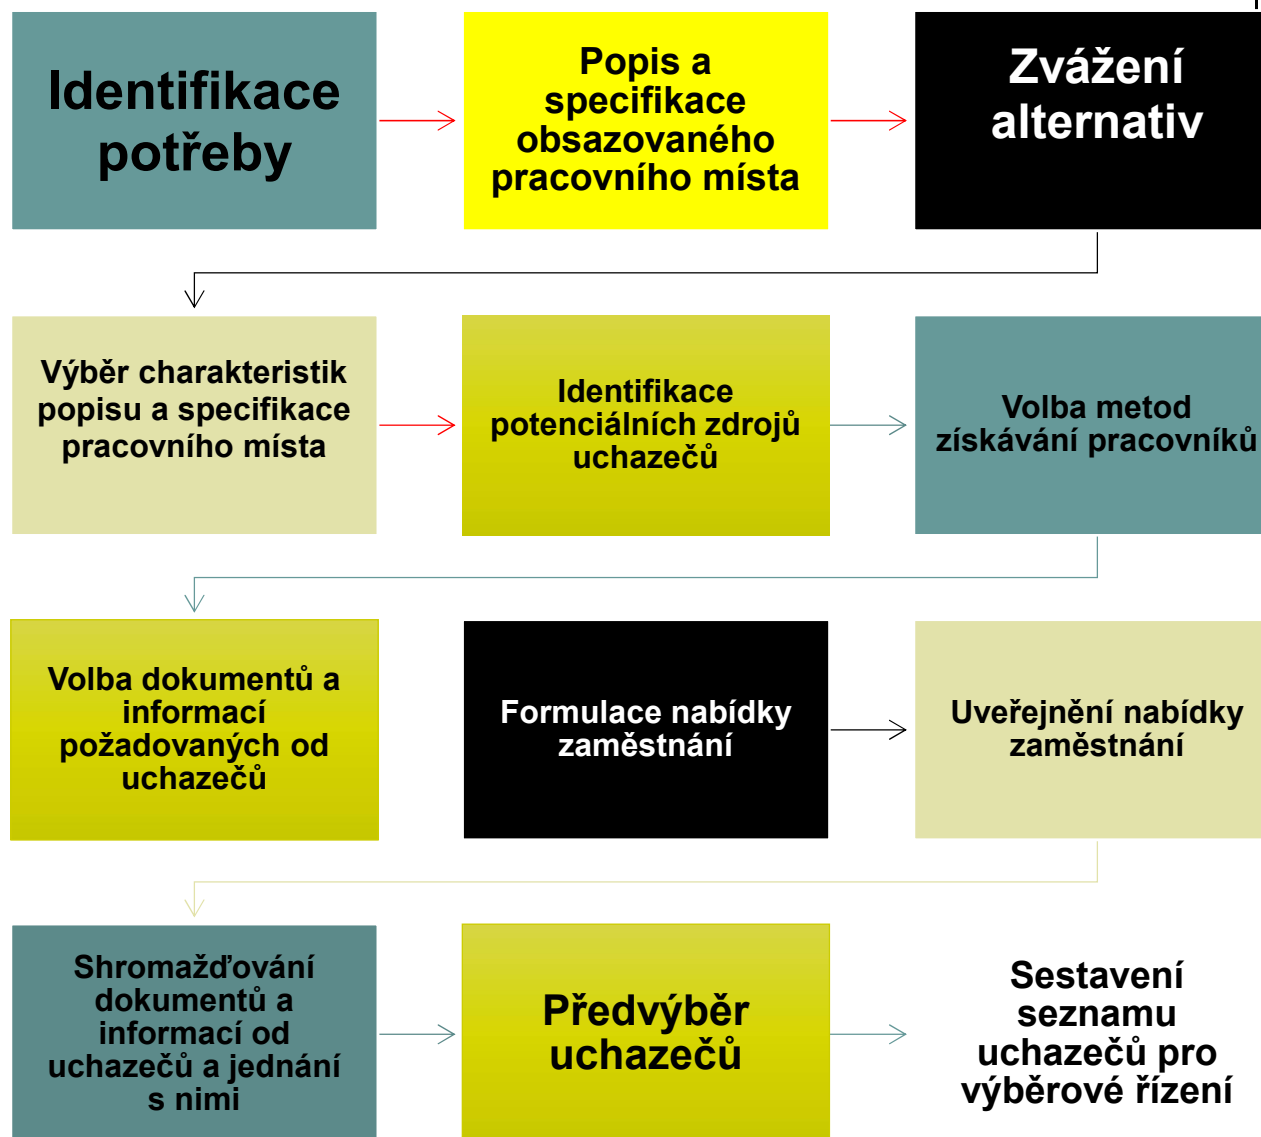 Identifikace
potřeby
Popis a
specifikace
obsazovaného
pracovního místa
Zvážení
alternativ
Výběr charakteristik
popisu a specifikace
pracovního místa
Identifikace
potenciálních zdrojů
uchazečů
Volba metod
získávání pracovníků
Volba dokumentů a
informací
požadovaných od
uchazečů
Formulace nabídky
zaměstnání
Uveřejnění nabídky
zaměstnání
Shromažďování
dokumentů a
informací od
uchazečů a jednání
s nimi
Předvýběr
uchazečů
Sestavení
seznamu
uchazečů pro
výběrové řízení